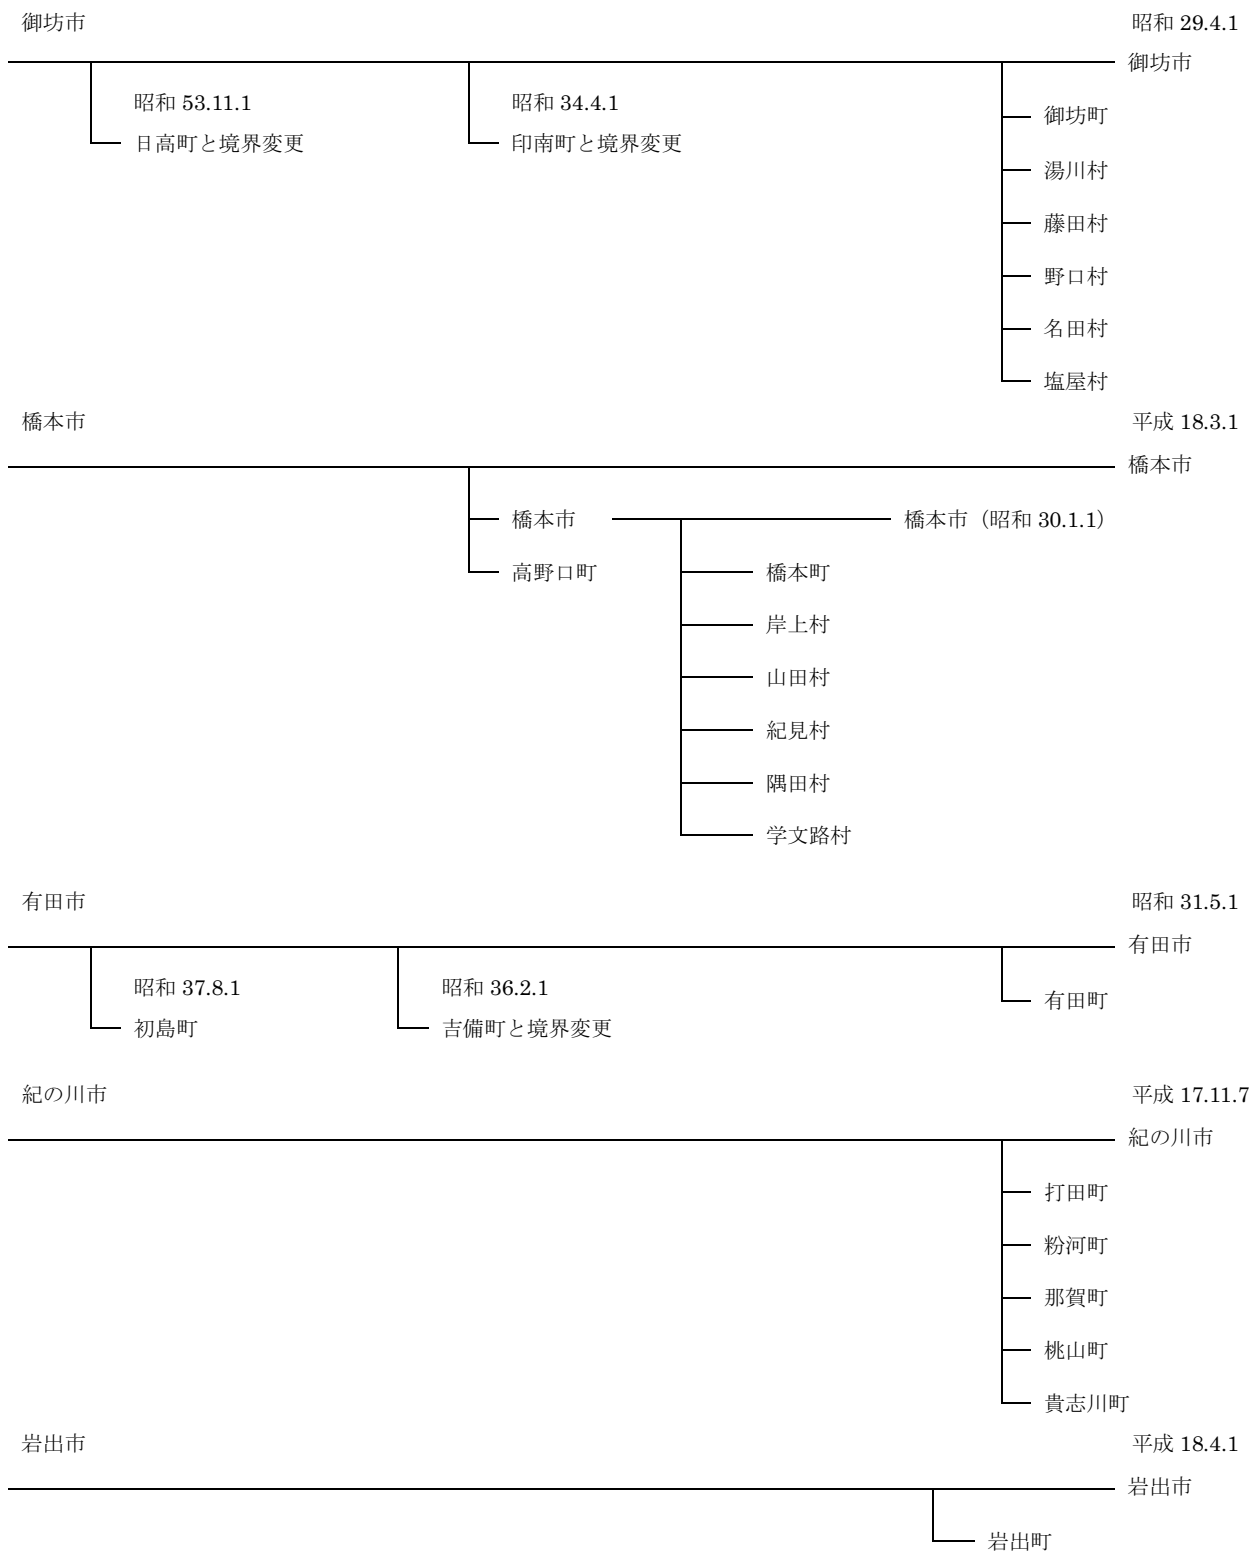 御坊市
昭和 29.4.1
御坊市
昭和 53.11.1
昭和 34.4.1
御坊町
日高町と境界変更
印南町と境界変更
湯川村
藤田村
野口村
名田村
塩屋村
橋本市
平成 18.3.1
橋本市
橋本市
橋本市（昭和 30.1.1）
高野口町
橋本町
岸上村
山田村
紀見村
隅田村
学文路村
有田市
昭和 31.5.1
有田市
昭和 37.8.1
昭和 36.2.1
有田町
初島町
吉備町と境界変更
紀の川市
平成 17.11.7
紀の川市
打田町
粉河町
那賀町
桃山町
貴志川町
岩出市
平成 18.4.1
岩出市
岩出町